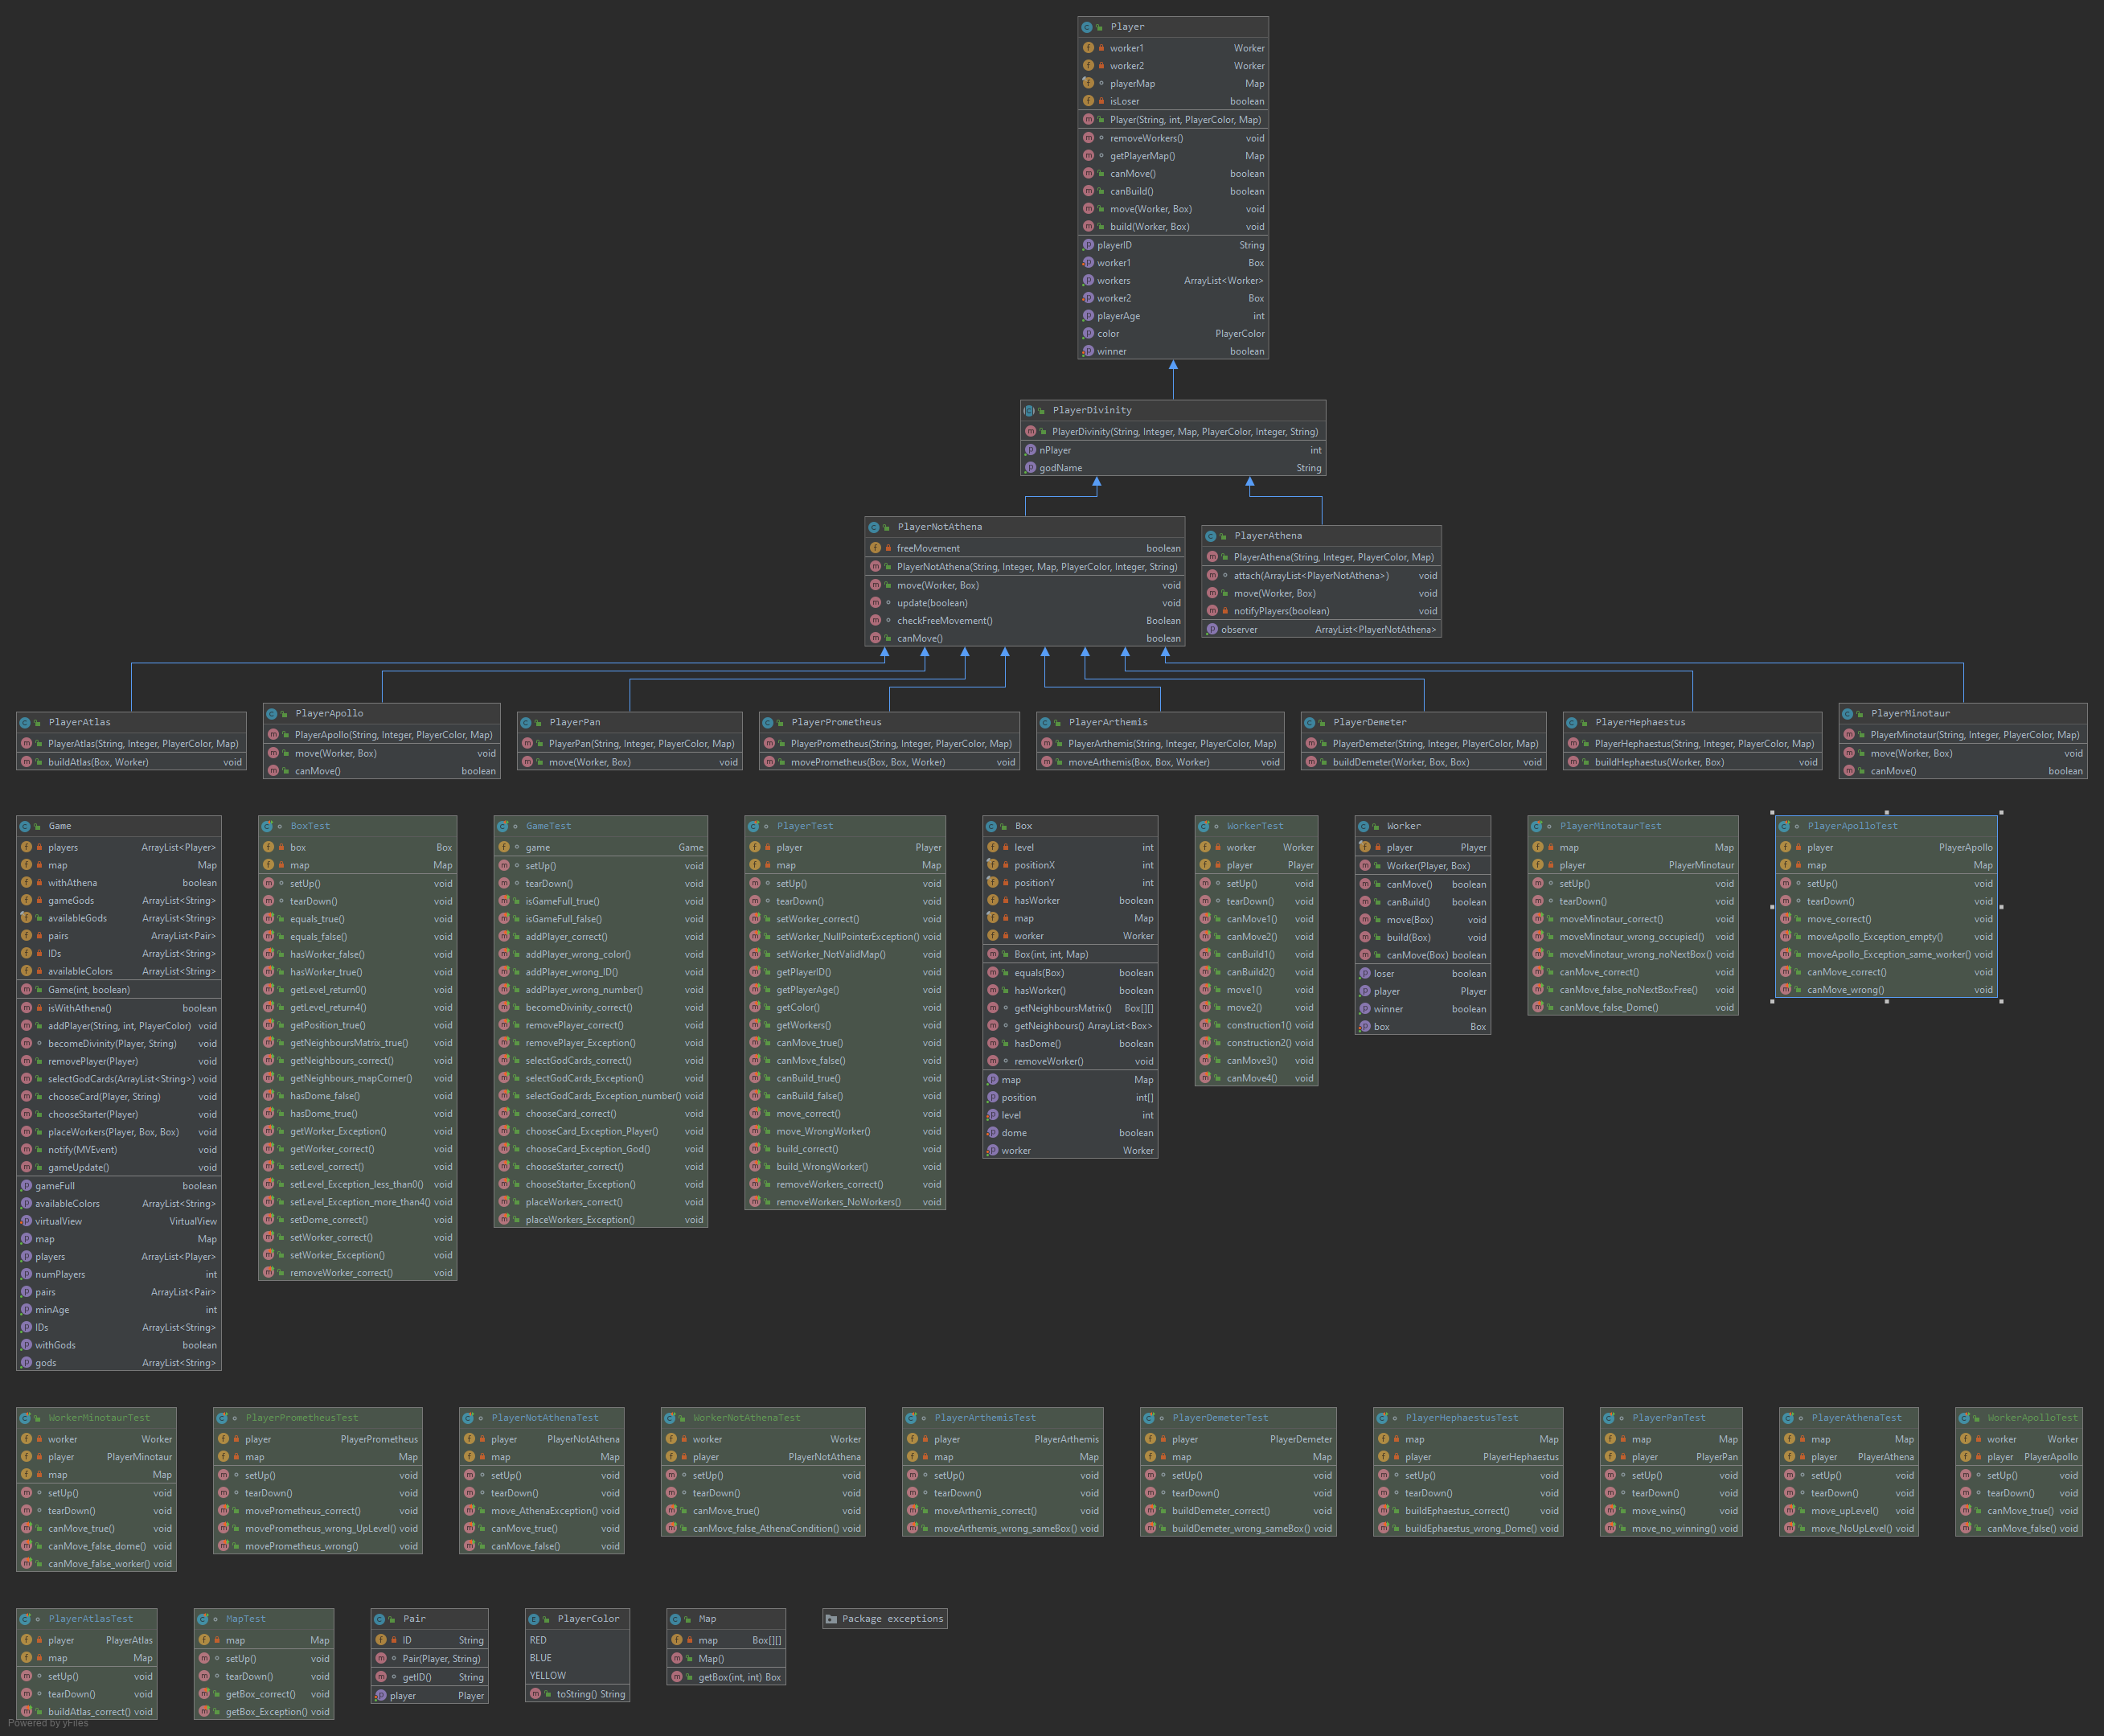 Player
worker1 Worker
worker2 Worker
playerMap Map
isLoser boolean
Player(String, int, PlayerColor, Map)
removeWorkers() void
getPlayerMap() Map
canMove() boolean
canBuild() boolean
move(Worker, Box) void
build(Worker, Box) void
playerID String
worker1 Box
workers ArrayList<Worker>
worker2 Box
playerAge int
color PlayerColor
winner boolean
PlayerDivinity
PlayerDivinity(String, Integer, Map, PlayerColor, Integer, String)
nPlayer int
godName String
PlayerNotAthena
freeMovement boolean
PlayerNotAthena(String, Integer, Map, PlayerColor, Integer, String)
move(Worker, Box) void
update(boolean) void
checkFreeMovement() Boolean
canMove() boolean
PlayerAthena
PlayerAthena(String, Integer, PlayerColor, Map)
attach(ArrayList<PlayerNotAthena>) void
move(Worker, Box) void
notifyPlayers(boolean) void
observer ArrayList<PlayerNotAthena>
PlayerAtlas
PlayerAtlas(String, Integer, PlayerColor, Map)
buildAtlas(Box, Worker) void
PlayerApollo
PlayerApollo(String, Integer, PlayerColor, Map)
move(Worker, Box) void
canMove() boolean
PlayerPan
PlayerPan(String, Integer, PlayerColor, Map)
move(Worker, Box) void
PlayerPrometheus
PlayerPrometheus(String, Integer, PlayerColor, Map)
movePrometheus(Box, Box, Worker) void
PlayerArthemis
PlayerArthemis(String, Integer, PlayerColor, Map)
moveArthemis(Box, Box, Worker) void
PlayerDemeter
PlayerDemeter(String, Integer, PlayerColor, Map)
buildDemeter(Worker, Box, Box) void
PlayerHephaestus
PlayerHephaestus(String, Integer, PlayerColor, Map)
buildHephaestus(Worker, Box) void
PlayerMinotaur
PlayerMinotaur(String, Integer, PlayerColor, Map)
move(Worker, Box) void
canMove() boolean
Game
players ArrayList<Player>
map Map
withAthena boolean
gameGods ArrayList<String>
availableGods ArrayList<String>
pairs ArrayList<Pair>
IDs ArrayList<String>
availableColors ArrayList<String>
Game(int, boolean)
isWithAthena() boolean
addPlayer(String, int, PlayerColor) void
becomeDivinity(Player, String) void
removePlayer(Player) void
selectGodCards(ArrayList<String>) void
chooseCard(Player, String) void
chooseStarter(Player) void
placeWorkers(Player, Box, Box) void
notify(MVEvent) void
gameUpdate() void
gameFull boolean
availableColors ArrayList<String>
virtualView VirtualView
map Map
players ArrayList<Player>
numPlayers int
pairs ArrayList<Pair>
minAge int
IDs ArrayList<String>
withGods boolean
gods ArrayList<String>
BoxTest
box Box
map Map
setUp() void
tearDown() void
equals_true() void
equals_false() void
hasWorker_false() void
hasWorker_true() void
getLevel_return0() void
getLevel_return4() void
getPosition_true() void
getNeighboursMatrix_true() void
getNeighbours_correct() void
getNeighbours_mapCorner() void
hasDome_false() void
hasDome_true() void
getWorker_Exception() void
getWorker_correct() void
setLevel_correct() void
setLevel_Exception_less_than0() void
setLevel_Exception_more_than4() void
setDome_correct() void
setWorker_correct() void
setWorker_Exception() void
removeWorker_correct() void
GameTest
game Game
setUp() void
tearDown() void
isGameFull_true() void
isGameFull_false() void
addPlayer_correct() void
addPlayer_wrong_color() void
addPlayer_wrong_ID() void
addPlayer_wrong_number() void
becomeDivinity_correct() void
removePlayer_correct() void
removePlayer_Exception() void
selectGodCards_correct() void
selectGodCards_Exception() void
selectGodCards_Exception_number() void
chooseCard_correct() void
chooseCard_Exception_Player() void
chooseCard_Exception_God() void
chooseStarter_correct() void
chooseStarter_Exception() void
placeWorkers_correct() void
placeWorkers_Exception() void
PlayerTest
player Player
map Map
setUp() void
tearDown() void
setWorker_correct() void
setWorker_NullPointerException() void
setWorker_NotValidMap() void
getPlayerID() void
getPlayerAge() void
getColor() void
getWorkers() void
canMove_true() void
canMove_false() void
canBuild_true() void
canBuild_false() void
move_correct() void
move_WrongWorker() void
build_correct() void
build_WrongWorker() void
removeWorkers_correct() void
removeWorkers_NoWorkers() void
Box
level int
positionX int
positionY int
hasWorker boolean
map Map
worker Worker
Box(int, int, Map)
equals(Box) boolean
hasWorker() boolean
getNeighboursMatrix() Box[][]
getNeighbours() ArrayList<Box>
hasDome() boolean
removeWorker() void
map Map
position int[]
level int
dome boolean
worker Worker
WorkerTest
worker Worker
player Player
setUp() void
tearDown() void
canMove1() void
canMove2() void
canBuild1() void
canBuild2() void
move1() void
move2() void
construction1() void
construction2() void
canMove3() void
canMove4() void
Worker
player Player
Worker(Player, Box)
canMove() boolean
canBuild() boolean
move(Box) void
build(Box) void
canMove(Box) boolean
loser boolean
player Player
winner boolean
box Box
PlayerMinotaurTest
map Map
player PlayerMinotaur
setUp() void
tearDown() void
moveMinotaur_correct() void
moveMinotaur_wrong_occupied() void
moveMinotaur_wrong_noNextBox() void
canMove_correct() void
canMove_false_noNextBoxFree() void
canMove_false_Dome() void
PlayerApolloTest
player PlayerApollo
map Map
setUp() void
tearDown() void
move_correct() void
moveApollo_Exception_empty() void
moveApollo_Exception_same_worker() void
canMove_correct() void
canMove_wrong() void
WorkerMinotaurTest
worker Worker
player PlayerMinotaur
map Map
setUp() void
tearDown() void
canMove_true() void
canMove_false_dome() void
canMove_false_worker() void
PlayerPrometheusTest
player PlayerPrometheus
map Map
setUp() void
tearDown() void
movePrometheus_correct() void
movePrometheus_wrong_UpLevel() void
movePrometheus_wrong() void
PlayerNotAthenaTest
player PlayerNotAthena
map Map
setUp() void
tearDown() void
move_AthenaException() void
canMove_true() void
canMove_false() void
WorkerNotAthenaTest
worker Worker
player PlayerNotAthena
setUp() void
tearDown() void
canMove_true() void
canMove_false_AthenaCondition() void
PlayerArthemisTest
player PlayerArthemis
map Map
setUp() void
tearDown() void
moveArthemis_correct() void
moveArthemis_wrong_sameBox() void
PlayerDemeterTest
player PlayerDemeter
map Map
setUp() void
tearDown() void
buildDemeter_correct() void
buildDemeter_wrong_sameBox() void
PlayerHephaestusTest
map Map
player PlayerHephaestus
setUp() void
tearDown() void
buildEphaestus_correct() void
buildEphaestus_wrong_Dome() void
PlayerPanTest
map Map
player PlayerPan
setUp() void
tearDown() void
move_wins() void
move_no_winning() void
PlayerAthenaTest
map Map
player PlayerAthena
setUp() void
tearDown() void
move_upLevel() void
move_NoUpLevel() void
WorkerApolloTest
worker Worker
player PlayerApollo
setUp() void
tearDown() void
canMove_true() void
canMove_false() void
PlayerAtlasTest
player PlayerAtlas
map Map
setUp() void
tearDown() void
buildAtlas_correct() void
MapTest
map Map
setUp() void
tearDown() void
getBox_correct() void
getBox_Exception() void
Pair
ID String
Pair(Player, String)
getID() String
player Player
PlayerColor
RED
BLUE
YELLOW
toString() String
Map
map Box[][]
Map()
getBox(int, int) Box
Package exceptions
Powered by yFiles